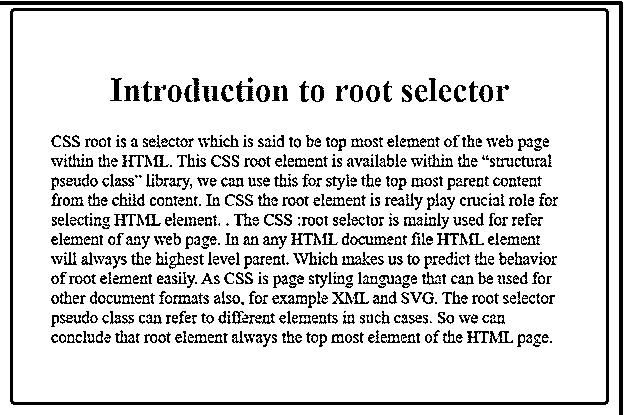 Introduction to root selector
CSS root is a selector which is said to be top most element of the web page
within the HTML. This CSS root element is available within the “structural
pseudo class” library, we can use this for style the top most parent content
from the child content. In CSS the root element is really play crucial role for
selecting HTML element. . The CSS :root selector is mainly used for refer
element of any web page. In an any HTML document file HTML element
will always the highest level parent. Which makes us to predict the behavior
of root element easily. As CSS is page styling language that can be used for
other document formats also, for example XML and SVG. The root selector
pseudo class can refer to different elements in such cases. So we can
conclude that root element always the top most element of the HTML page.